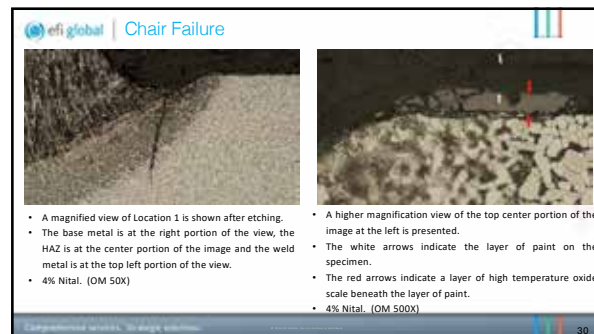 efi global | Chair Failure
• A magnified view of Location 1 is shown after etching.
• The base metal is at the right portion of the view, the
HAZ is at the center portion of the image and the weld
metal is at the top left portion of the view.
• 4% Nital. (OM 50X)
• A higher magnification view of the top center portion of the
image at the left is presented.
• The white arrows indicate the layer of paint on the
specimen.
• The red arrows indicate a layer of high temperature oxide
scale beneath the layer of paint.
• 4% Nital. (OM 500X)
Comprehensive services. Strategic solutions.
30